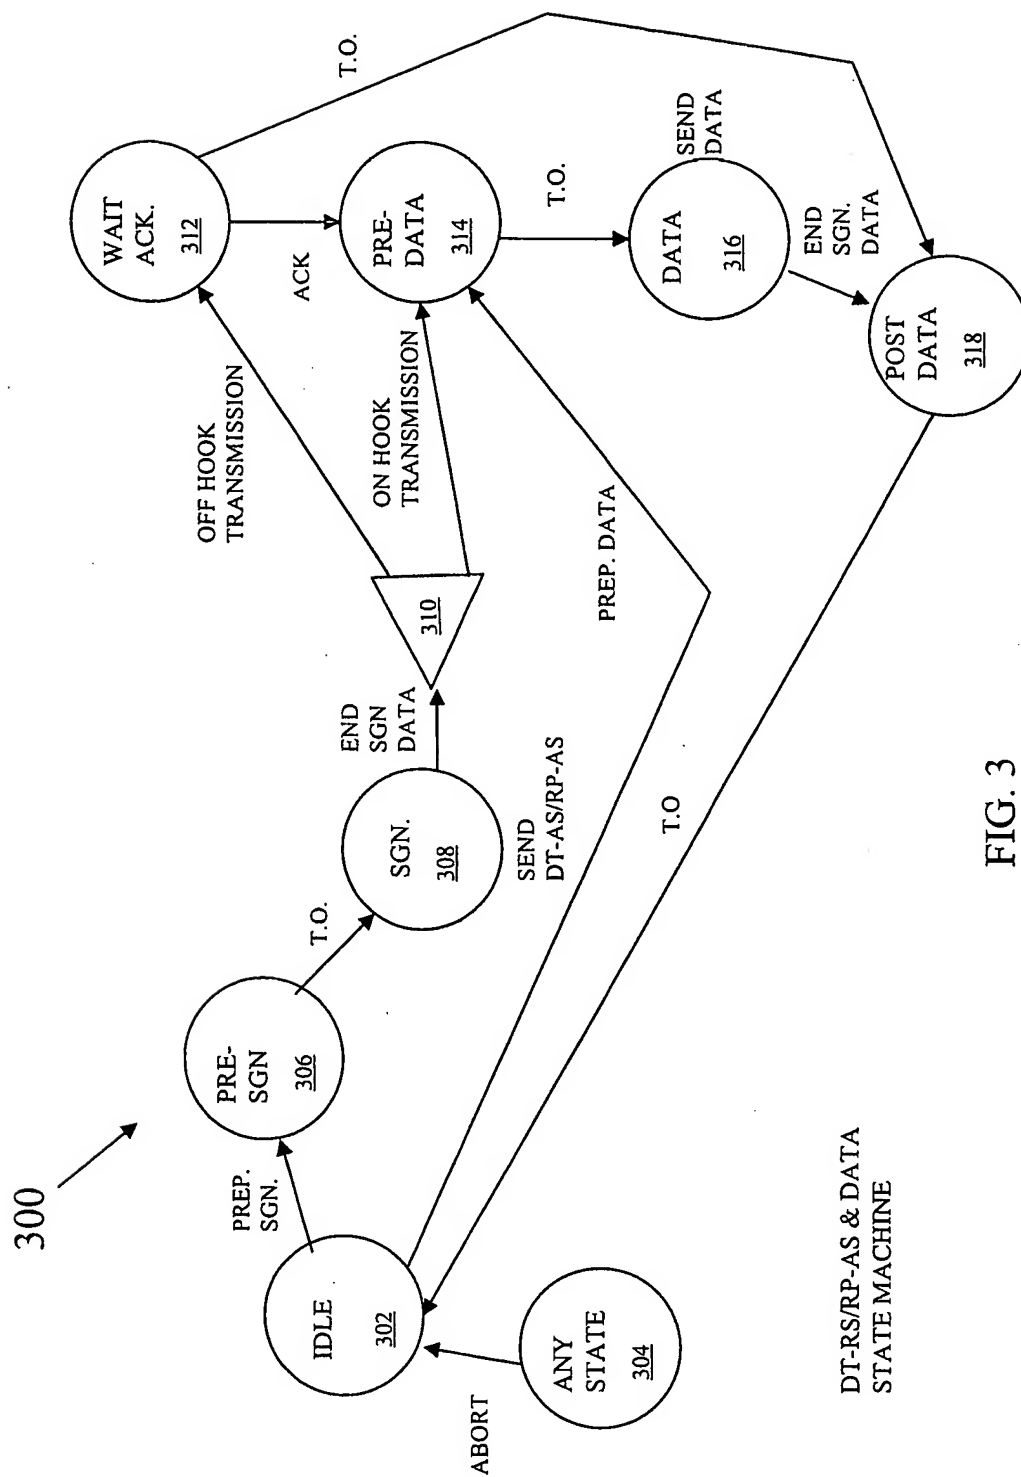 300
IDLE
302
ANY
STATE
304
ABORT
PREP.
SGN.
PRE-
SGN
306
T.O.
SGN.
308
SEND
DT-AS/RP-AS
END
SGN
DATA
310
OFF HOOK
TRANSMISSION
ON HOOK
TRANSMISSION
WAIT
ACK.
312
ACK
T.O.
PRE-
DATA
314
PREP. DATA
T.O.
DATA
316
SEND
DATA
END
SGN.
DATA
POST
DATA
318
T.O
DT-RS/RP-AS & DATA
STATE MACHINE
FIG. 3